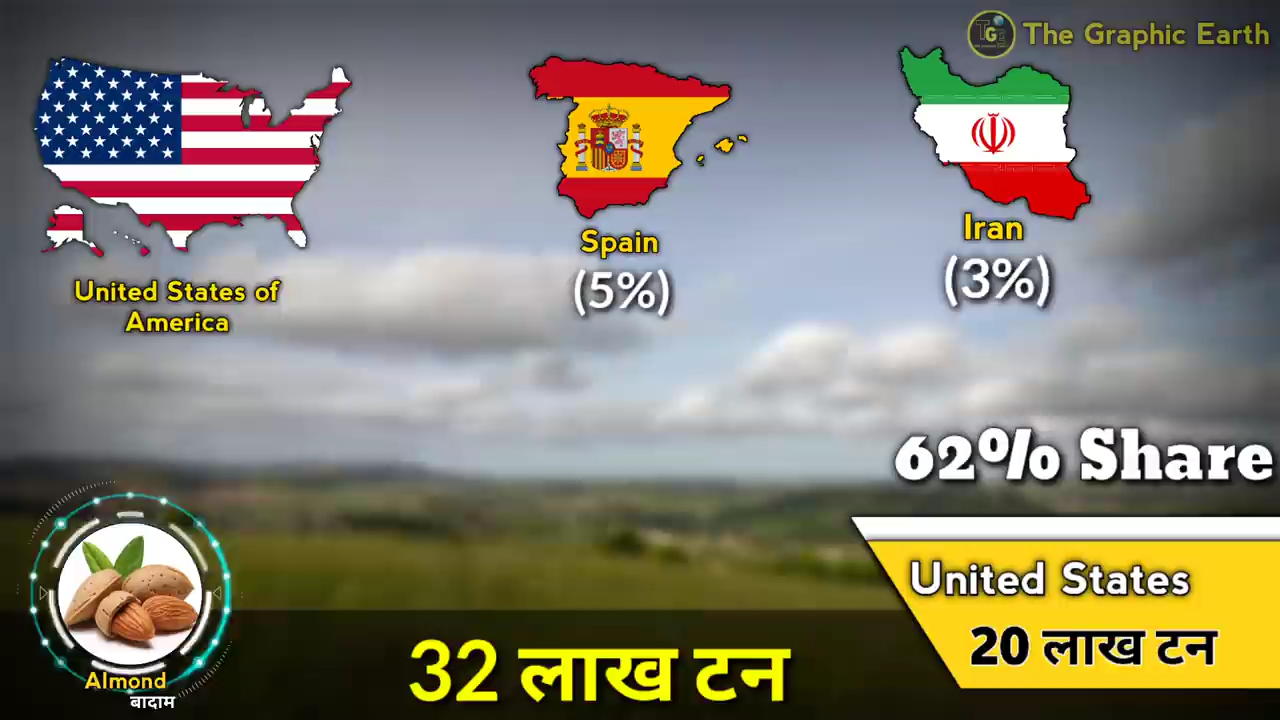 The Graphic Earth
United States of
America
Spain
(5%)
Iran
(3%)
62% Share
United States
20 लाख टन
32 लाख टन
Almond
बादाम